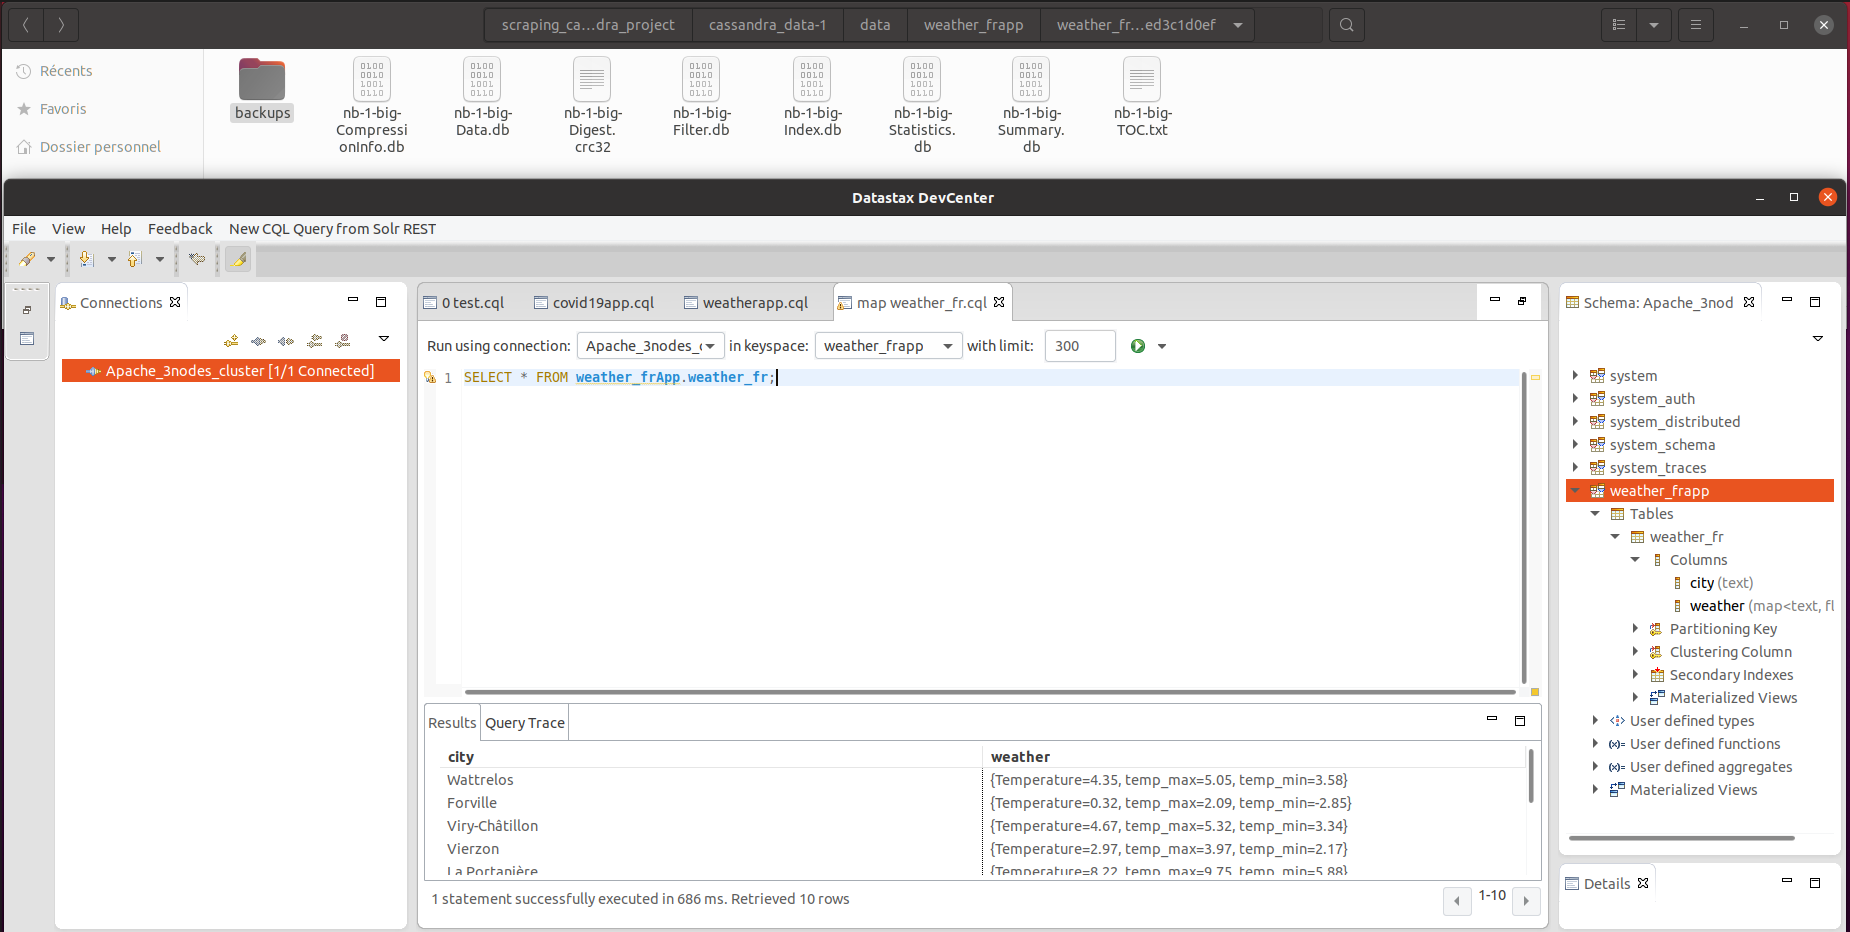 scraping_ca...dra_project cassandra_data-1 data weather_frapp weather_fr...ed3c1d0ef
Récents
Favoris
Dossier personnel
backups
nb-1-big-CompressionInfo.db
nb-1-big-Data.db
nb-1-big-Digest.crc32
nb-1-big-Filter.db
nb-1-big-Index.db
nb-1-big-Statistics.db
nb-1-big-Summary.db
nb-1-big-TOC.txt
Datastax DevCenter
File View Help Feedback New CQL Query from Solr REST
Connections
Apache_3nodes_cluster [1/1 Connected]
0 test.cql covid19app.cql weatherapp.cql map weather_fr.cql
Run using connection: Apache_3nodes_( in keyspace: weather_frapp with limit: 300
1 SELECT * FROM weather_frApp.weather_fr;
Results Query Trace
city weather
Wattrelos {Temperature=4.35, temp_max=5.05, temp_min=3.58}
Forville {Temperature=0.32, temp_max=2.09, temp_min=-2.85}
Viry-Châtillon {Temperature=4.67, temp_max=5.32, temp_min=3.34}
Vierzon {Temperature=2.97, temp_max=3.97, temp_min=2.17}
La Portanière {Temperature=8.22, temp_max=9.75, temp_min=5.88}
1 statement successfully executed in 686 ms. Retrieved 10 rows
1-10
Schema: Apache_3nod
system
system_auth
system_distributed
system_schema
system_traces
weather_frapp
Tables
weather_fr
Columns
city (text)
weather (map<text, fl
Partitioning Key
Clustering Column
Secondary Indexes
Materialized Views
User defined types
User defined functions
User defined aggregates
Materialized Views
Details